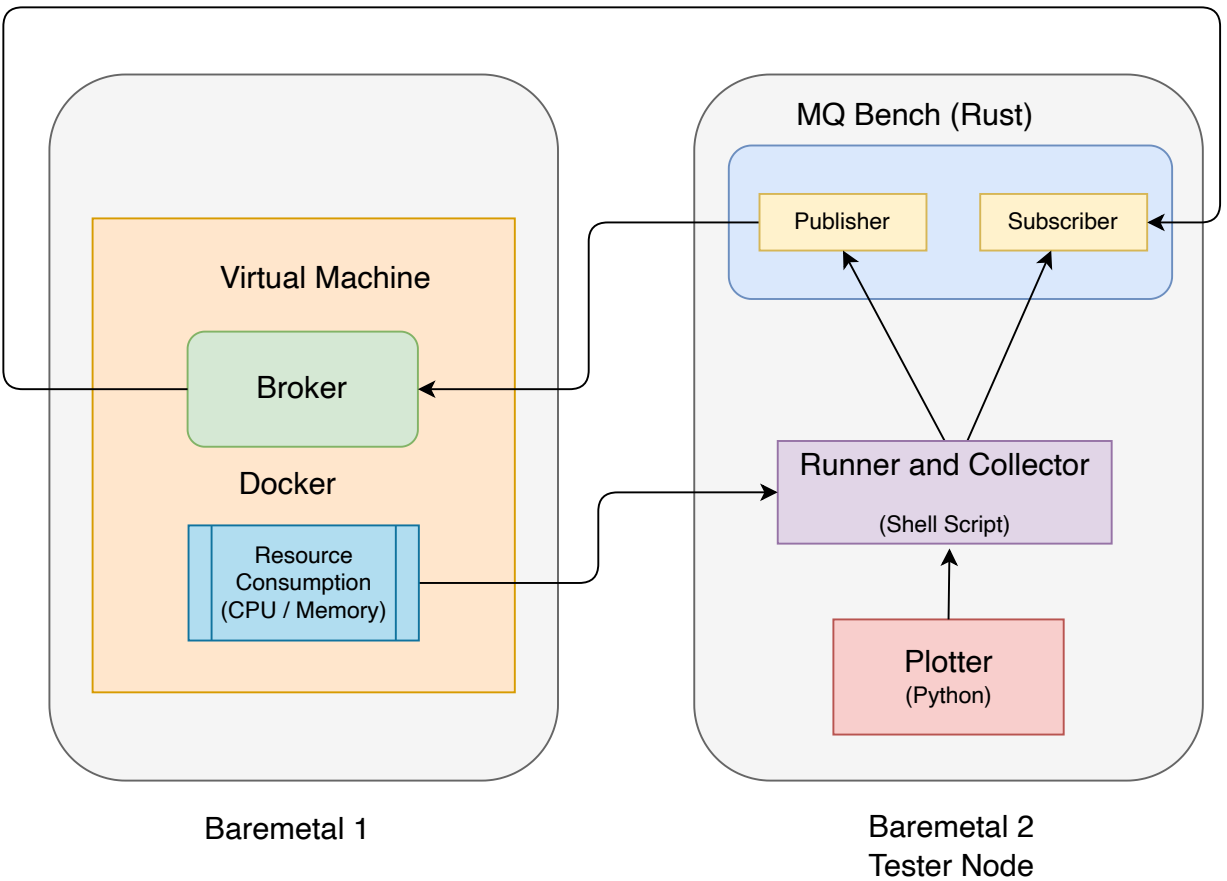 MQ Bench (Rust)
Publisher
Subscriber
Virtual Machine
Broker
Docker
Resource
Consumption
(CPU / Memory)
Runner and Collector
(Shell Script)
Plotter
(Python)
Baremetal 1
Baremetal 2
Tester Node